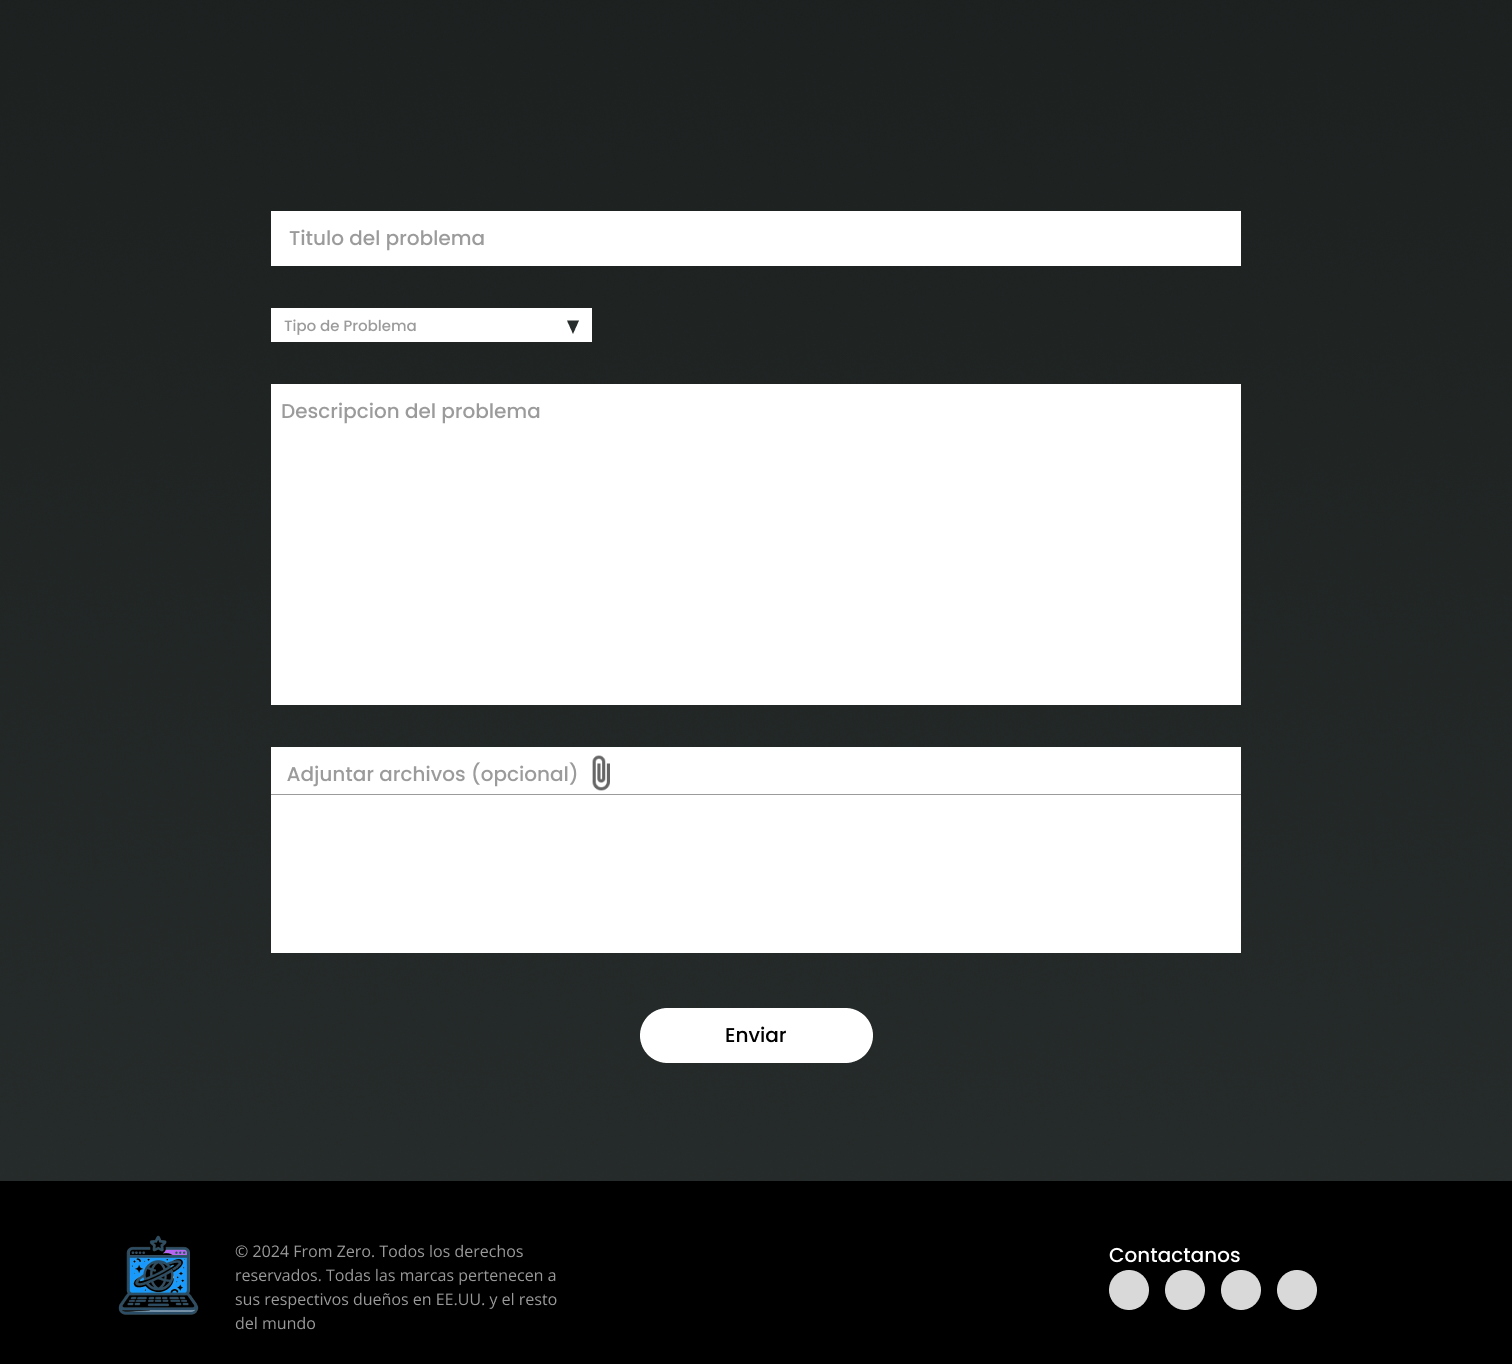 Titulo del problema
Tipo de Problema
Descripcion del problema
Adjuntar archivos (opcional)
Enviar
© 2024 From Zero. Todos los derechos
reservados. Todas las marcas pertenecen a
sus respectivos dueños en EE.UU. y el resto
del mundo
Contactanos